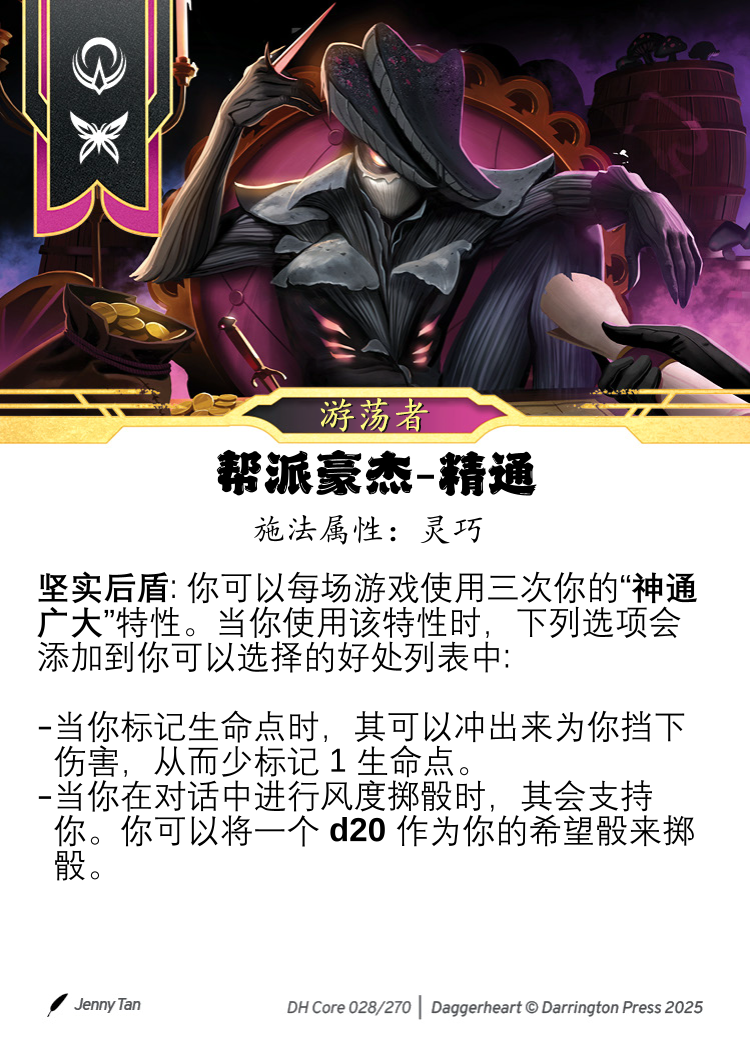 游荡者
帮派豪杰-精通
施法属性：灵巧
坚实后盾: 你可以每场游戏使用三次你的“神通
广大”特性。当你使用该特性时，下列选项会
添加到你可以选择的好处列表中:
-当你标记生命点时，其可以冲出来为你挡下
伤害，从而少标记 1 生命点。
-当你在对话中进行风度掷骰时，其会支持
你。你可以将一个 d20 作为你的希望骰来掷
骰。
Jenny Tan
DH Core 028/270 | Daggerheart © Darrington Press 2025